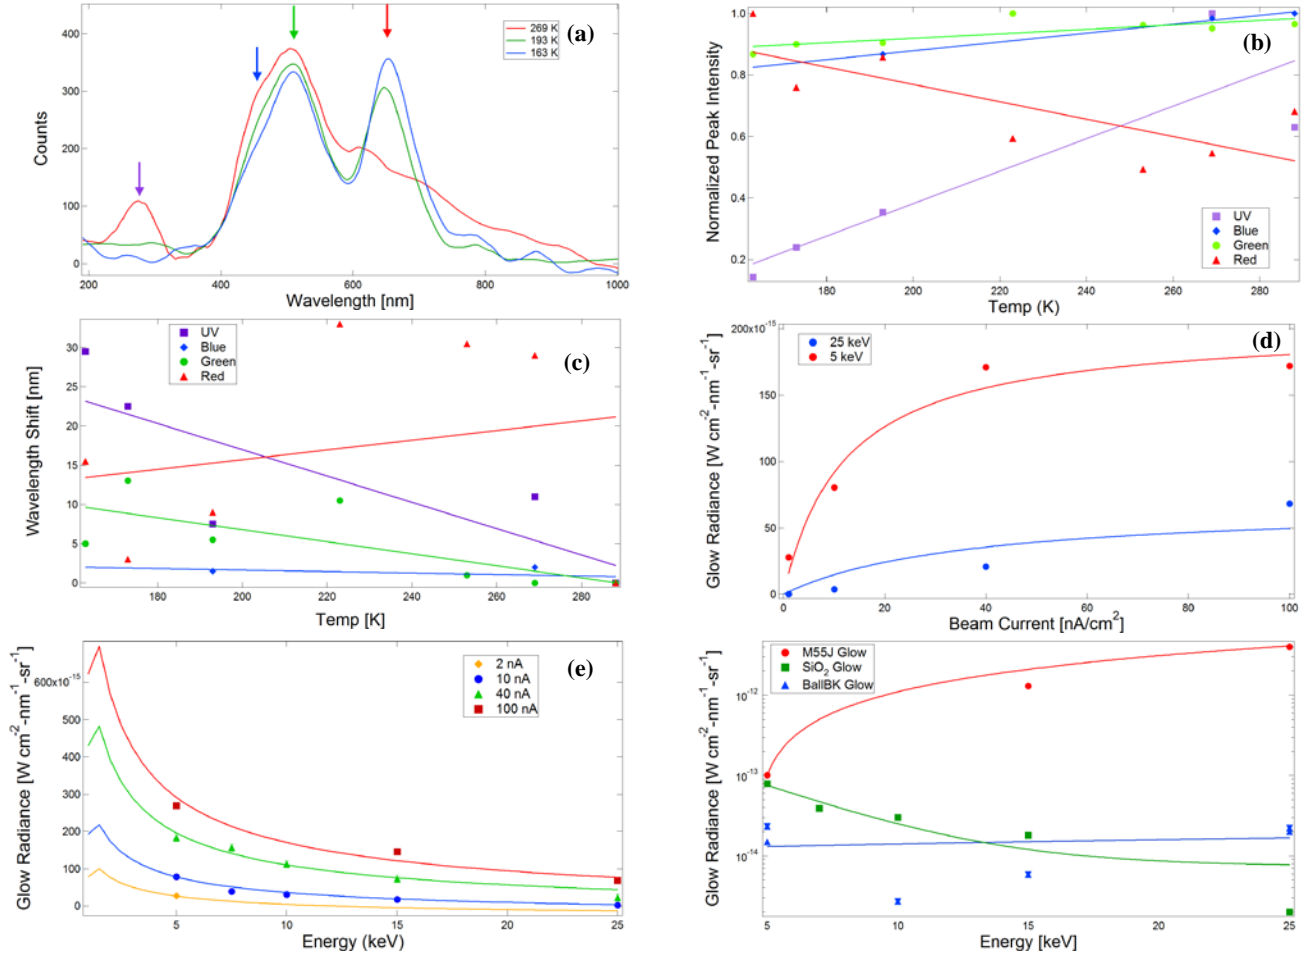 400
300
200
100
0
Counts
(a)
269 K
193 K
163 K
200
400
600
800
1000
Wavelength [nm]
1.0
0.8
0.6
0.4
0.2
Normalized Peak Intensity
(b)
UV
Blue
Green
Red
180
200
220
240
260
280
Temp (K)
30
25
20
15
10
5
0
Wavelength Shift [nm]
UV
Blue
Green
Red
(c)
180
200
220
240
260
280
Temp [K]
200x10⁻¹⁵
150
100
50
0
Glow Radiance [W cm⁻²-nm⁻¹-sr⁻¹]
25 keV
5 keV
(d)
0
20
40
60
80
100
Beam Current [nA/cm²]
600x10⁻¹⁵
500
400
300
200
100
0
Glow Radiance [W cm⁻²-nm⁻¹-sr⁻¹]
(e)
2 nA
10 nA
40 nA
100 nA
5
10
15
20
25
Energy (keV)
10⁻¹²
10⁻¹³
10⁻¹⁴
Glow Radiance [W cm⁻²-nm⁻¹-sr⁻¹]
M55J Glow
SiO₂ Glow
BallBK Glow
5
10
15
20
25
Energy [keV]